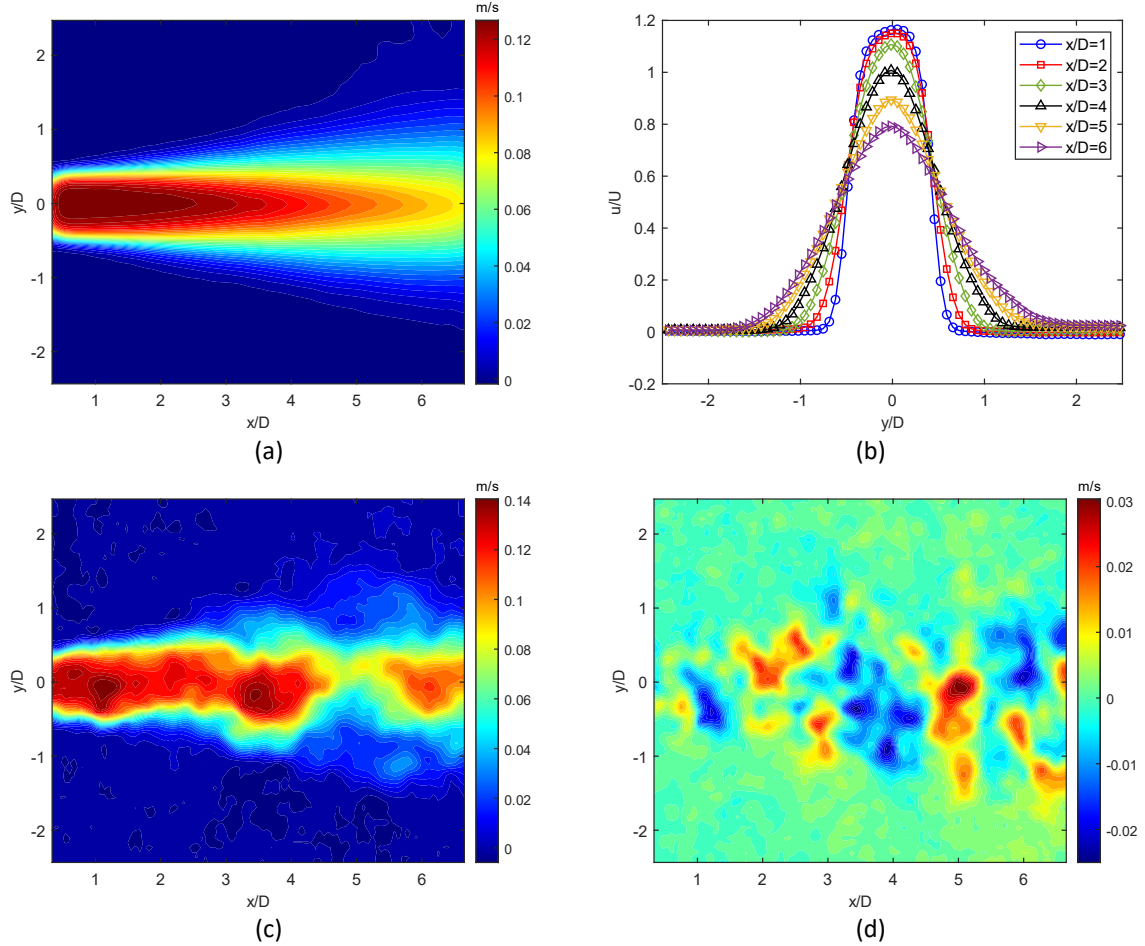 m/s
2
1
0
-1
-2
y/D
1 2 3 4 5 6
x/D
0.12
0.1
0.08
0.06
0.04
0.02
0
(a)
1.2
1
0.8
0.6
0.4
0.2
0
-0.2
u/U
-2 -1 0 1 2
y/D
x/D=1
x/D=2
x/D=3
x/D=4
x/D=5
x/D=6
(b)
m/s
2
1
0
-1
-2
y/D
1 2 3 4 5 6
x/D
0.14
0.12
0.10
0.08
0.06
0.04
0.02
0
(c)
m/s
2
1
0
-1
-2
y/D
1 2 3 4 5 6
x/D
0.03
0.02
0.01
0
-0.01
-0.02
(d)